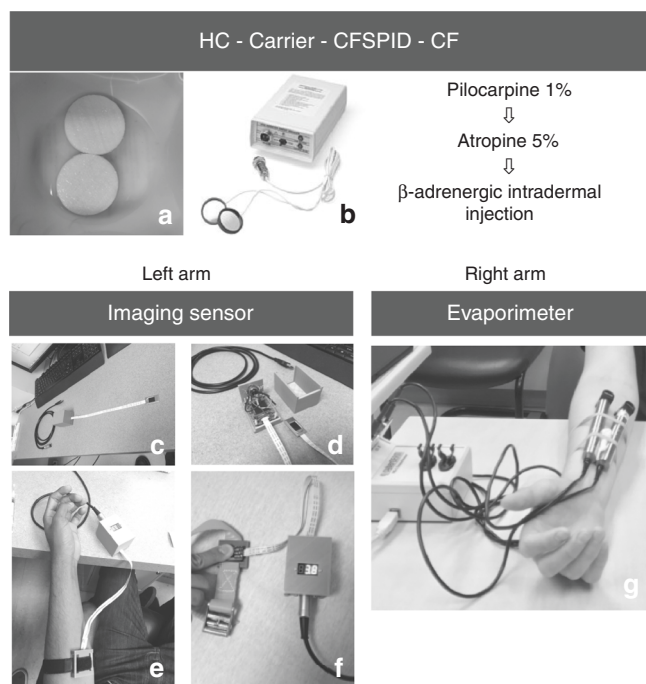 HC - Carrier - CFSPID - CF
a
b
Pilocarpine 1%
⇩
Atropine 5%
⇩
β-adrenergic intradermal
injection
Left arm
Right arm
Imaging sensor
Evaporimeter
c
d
e
f
g